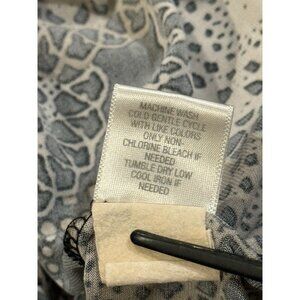 MACHINE WASH
COLD GENTLE CYCLE
WITH LIKE COLORS
ONLY NON-
CHLORINE BLEACH IF
NEEDED
TUMBLE DRY LOW
COOL IRON IF
NEEDED